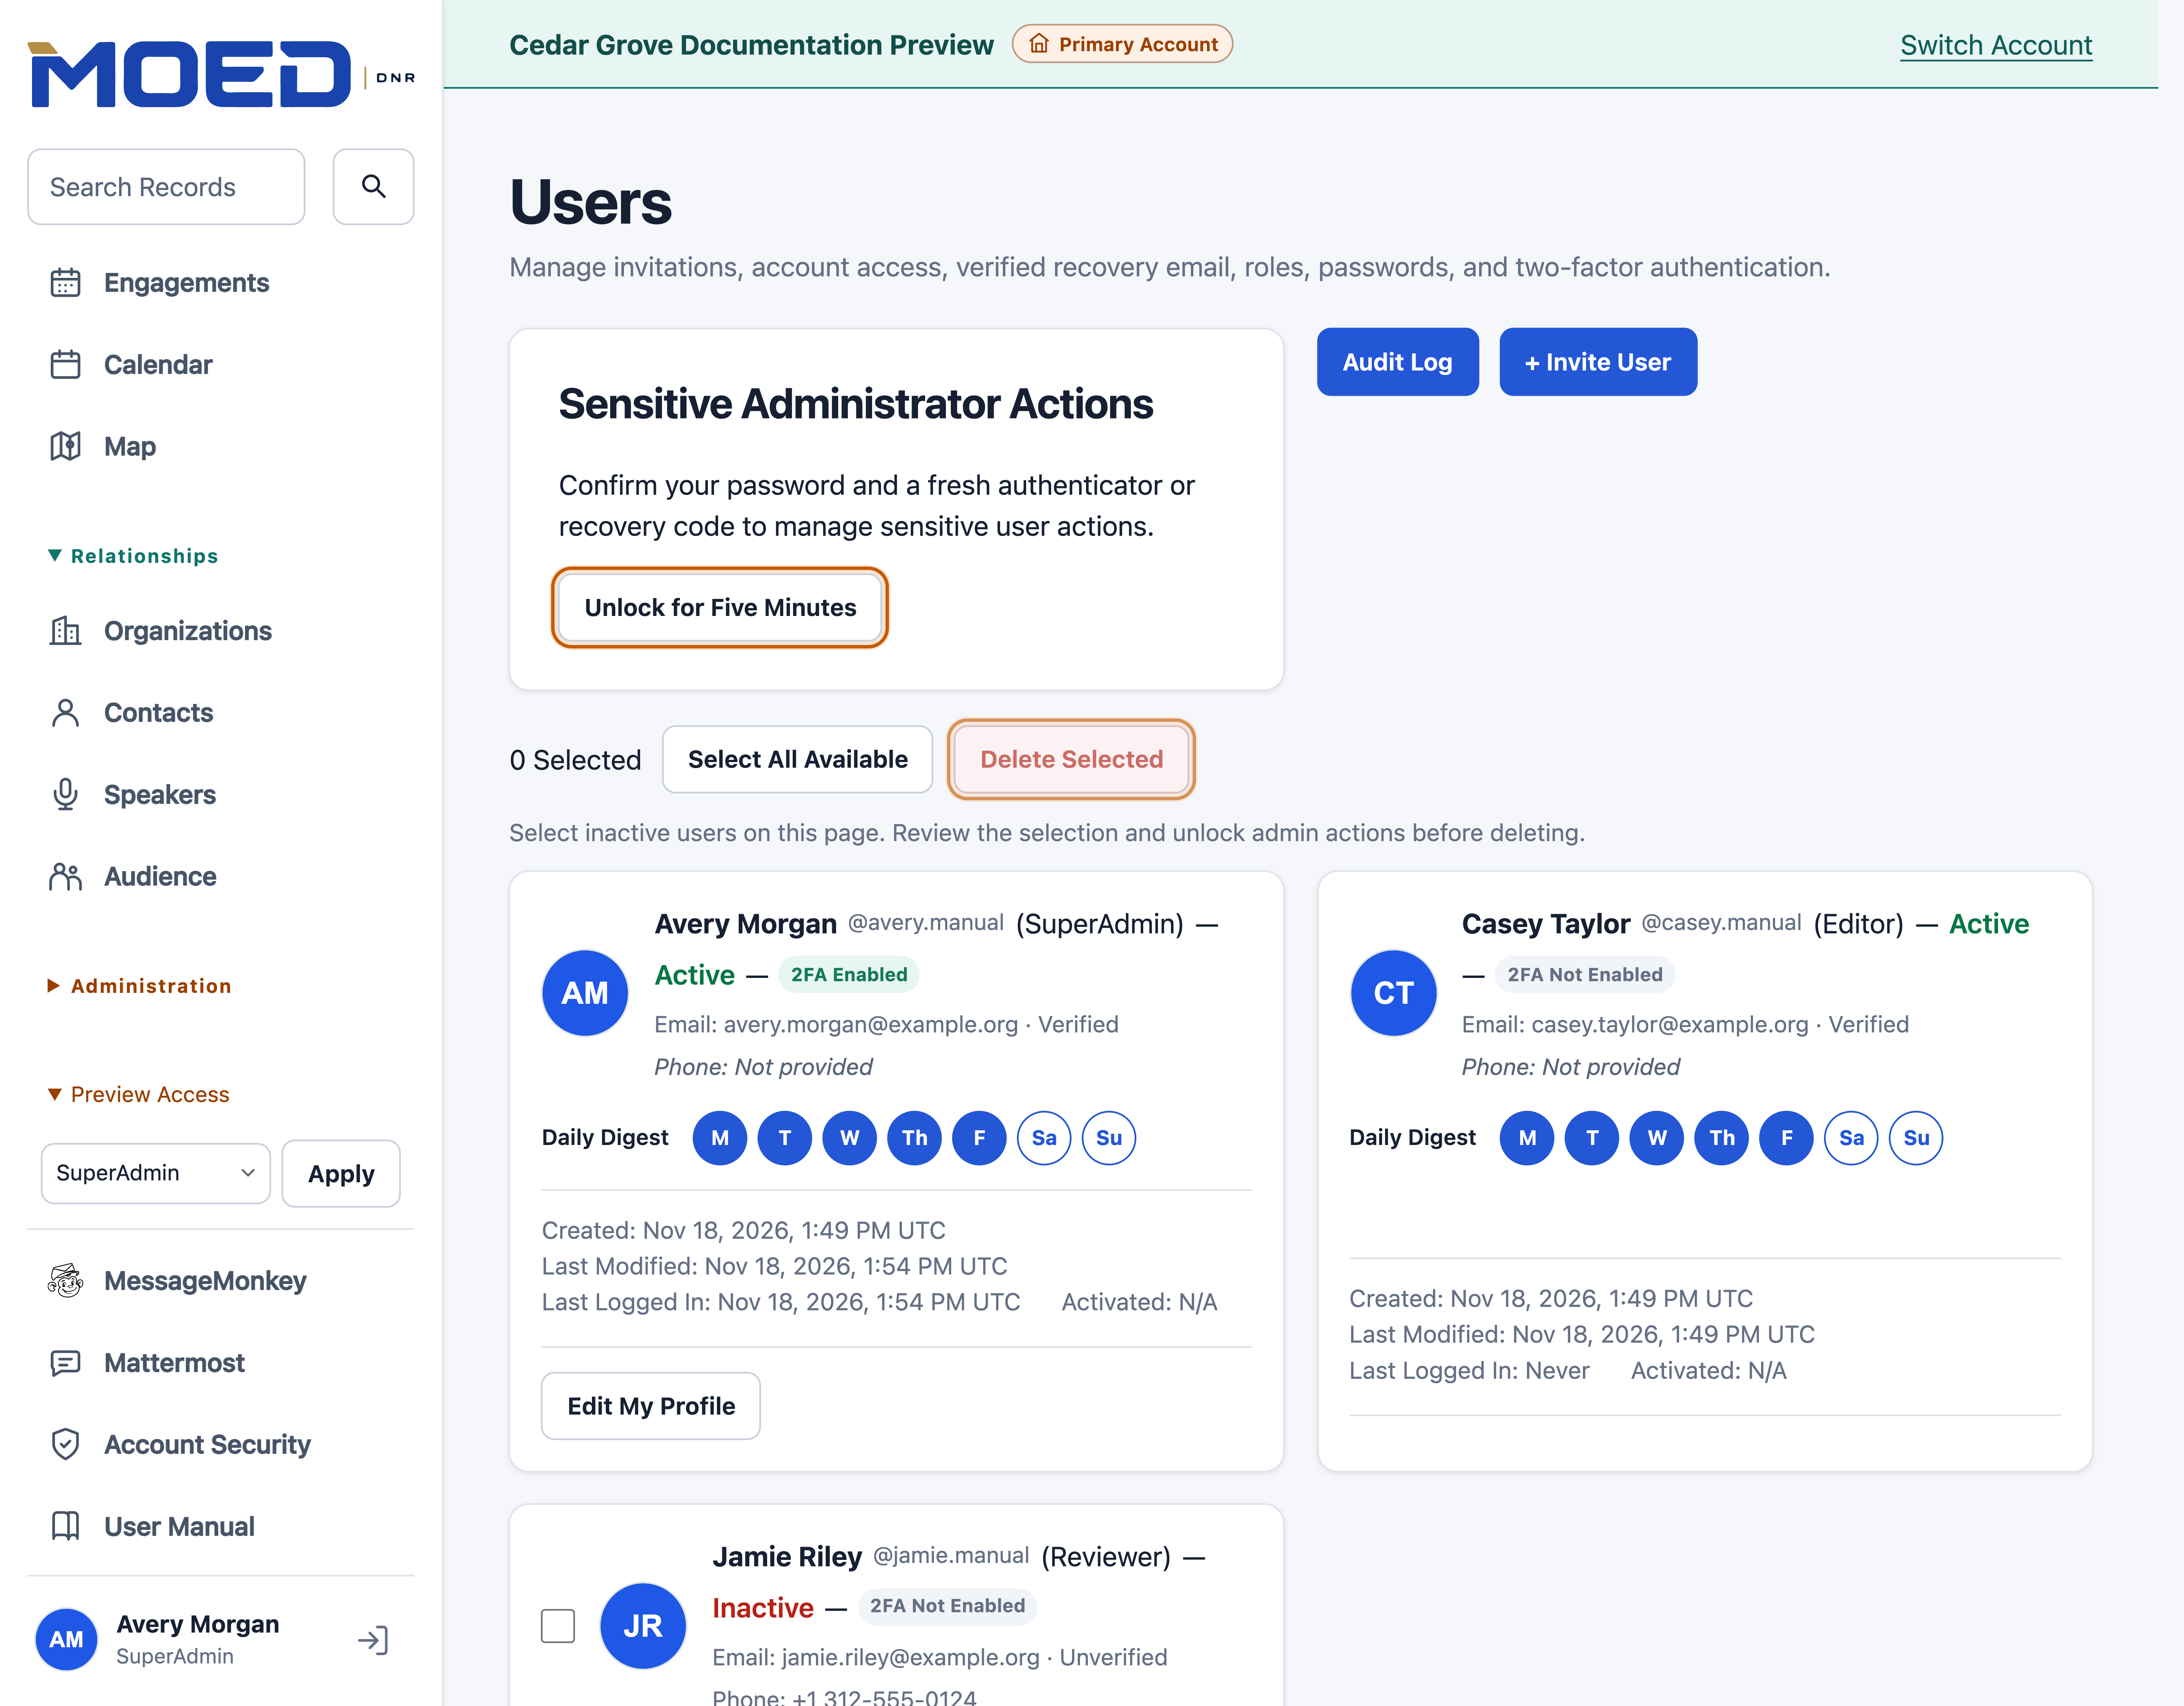 MOED | DNR
Search Records
Engagements
Calendar
Map
Relationships
Organizations
Contacts
Speakers
Audience
Administration
Preview Access
SuperAdmin
Apply
MessageMonkey
Mattermost
Account Security
User Manual
AM
Avery Morgan
SuperAdmin
Cedar Grove Documentation Preview
Primary Account
Switch Account
Users
Manage invitations, account access, verified recovery email, roles, passwords, and two-factor authentication.
Sensitive Administrator Actions
Confirm your password and a fresh authenticator or
recovery code to manage sensitive user actions.
Unlock for Five Minutes
Audit Log
+ Invite User
0 Selected
Select All Available
Delete Selected
Select inactive users on this page. Review the selection and unlock admin actions before deleting.
AM
Avery Morgan @avery.manual (SuperAdmin) —
Active — 2FA Enabled
Email: avery.morgan@example.org · Verified
Phone: Not provided
Daily Digest M T W Th F Sa Su
Created: Nov 18, 2026, 1:49 PM UTC
Last Modified: Nov 18, 2026, 1:54 PM UTC
Last Logged In: Nov 18, 2026, 1:54 PM UTC Activated: N/A
Edit My Profile
CT
Casey Taylor @casey.manual (Editor) — Active
— 2FA Not Enabled
Email: casey.taylor@example.org · Verified
Phone: Not provided
Daily Digest M T W Th F Sa Su
Created: Nov 18, 2026, 1:49 PM UTC
Last Modified: Nov 18, 2026, 1:49 PM UTC
Last Logged In: Never Activated: N/A
JR
Jamie Riley @jamie.manual (Reviewer) —
Inactive — 2FA Not Enabled
Email: jamie.riley@example.org · Unverified
Phone: +1 312-555-0124